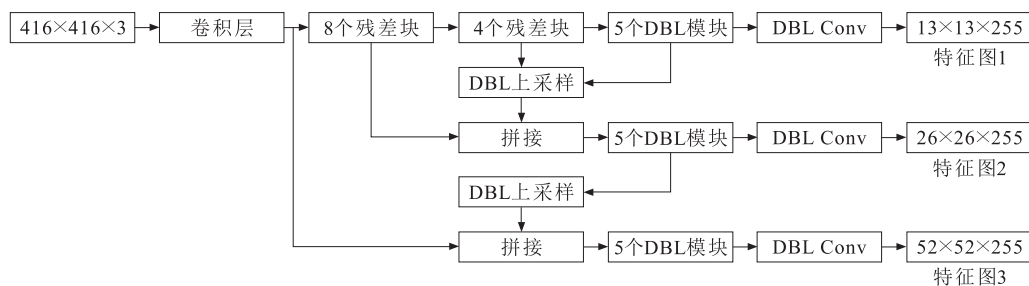 416×416×3
卷积层
8个残差块
4个残差块
5个DBL模块
DBL Conv
13×13×255
特征图1
DBL上采样
拼接
5个DBL模块
DBL Conv
26×26×255
特征图2
DBL上采样
拼接
5个DBL模块
DBL Conv
52×52×255
特征图3